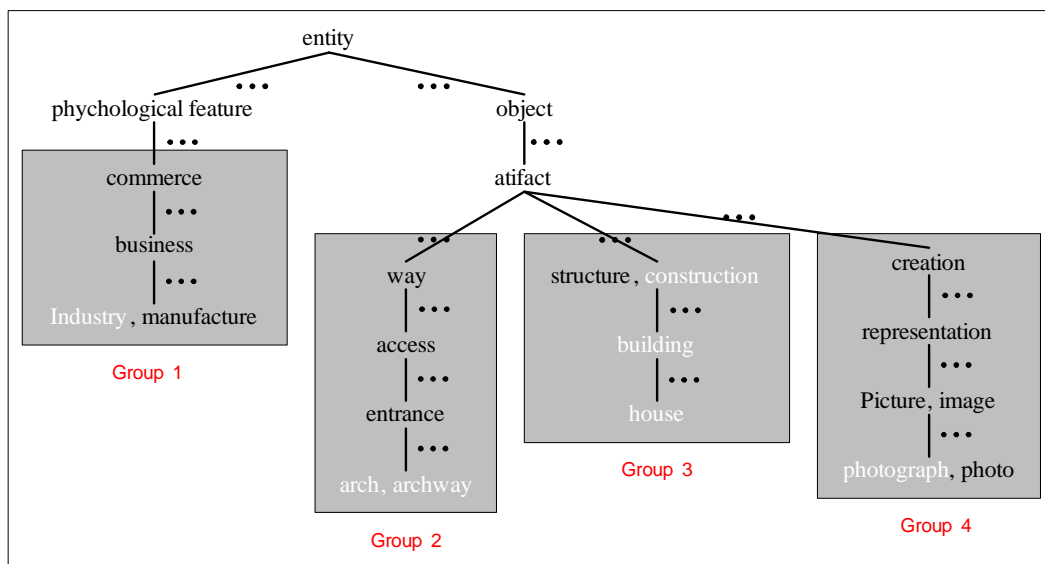 entity
phychological feature
object
commerce
atifact
business
way
structure, construction
creation
Industry, manufacture
access
building
representation
Group 1
entrance
house
Picture, image
arch, archway
Group 3
photograph, photo
Group 2
Group 4